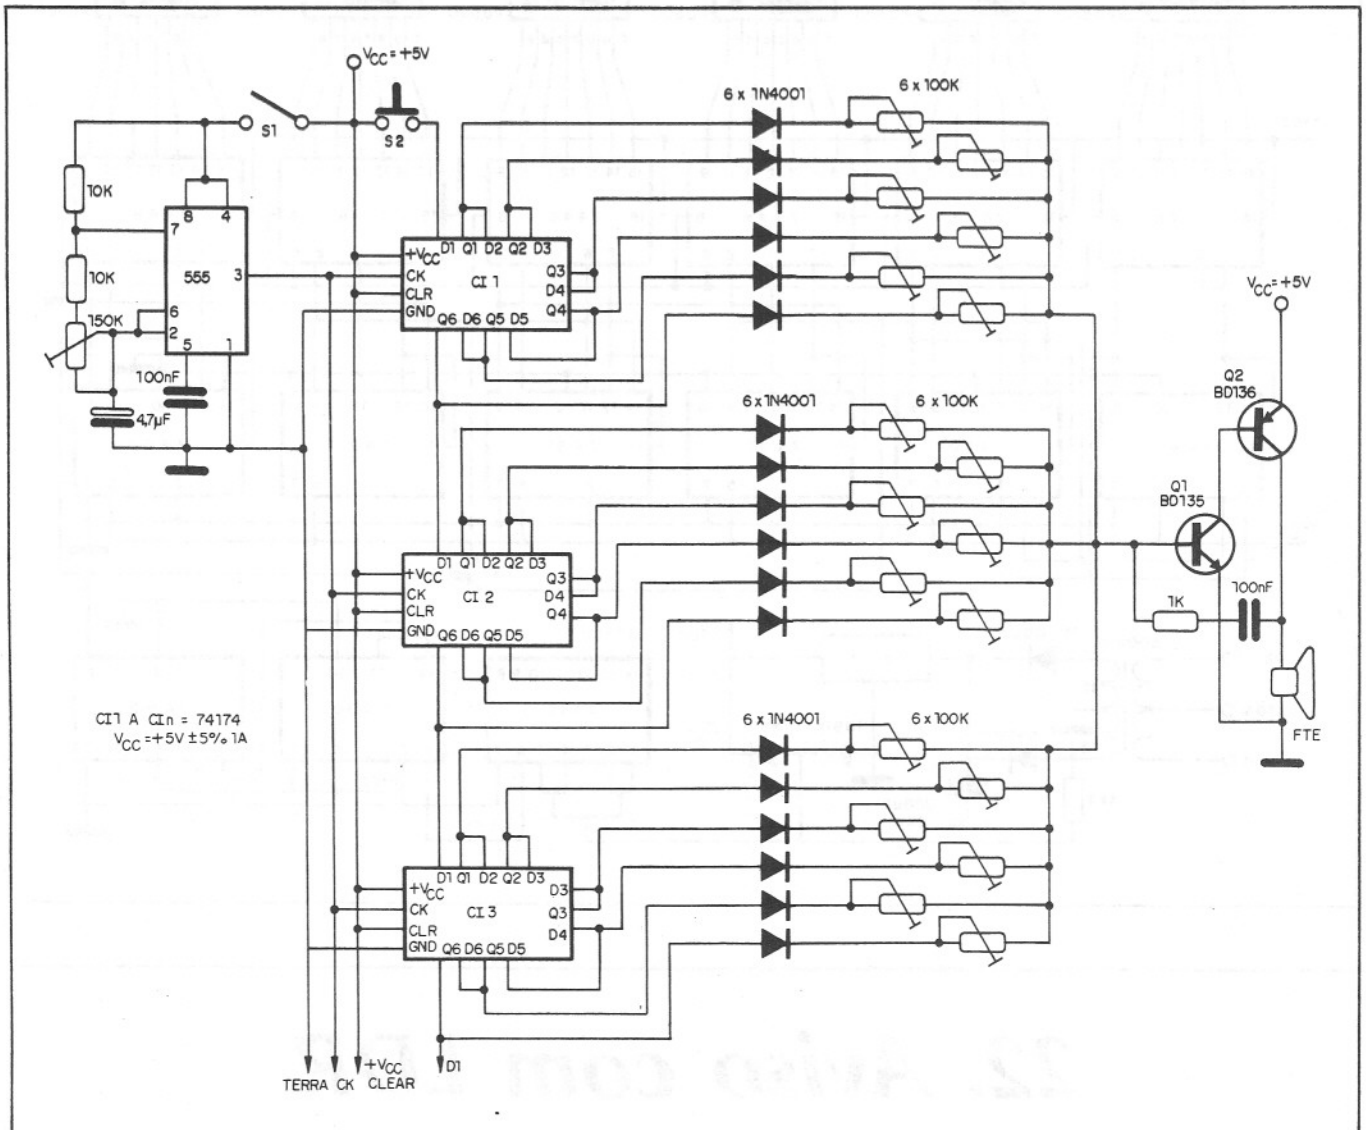 VCC=+5V
S1
S2
6 x 1N4001
6 x 100K
10K
8 4
7
555
3
10K
6
150K
2
5 1
100nF
4,7µF
D1 Q1 D2 Q2 D3
+VCC
CK
CLR
GND
CI 1
Q3
D4
Q4
Q6 D6 Q5 D5
VCC=+5V
Q2
BD136
Q1
BD135
1K
100nF
FTE
6 x 1N4001
6 x 100K
D1 Q1 D2 Q2 D3
+VCC
CK
CLR
GND
CI 2
Q3
D4
Q4
Q6 D6 Q5 D5
CI1 A CIn = 74174
VCC=+5V ±5% 1A
6 x 1N4001
6 x 100K
D1 Q1 D2 Q2 D3
+VCC
CK
CLR
GND
CI 3
D3
Q3
D4
Q6 D6 Q5 D5
TERRA CK +VCC D1
CLEAR